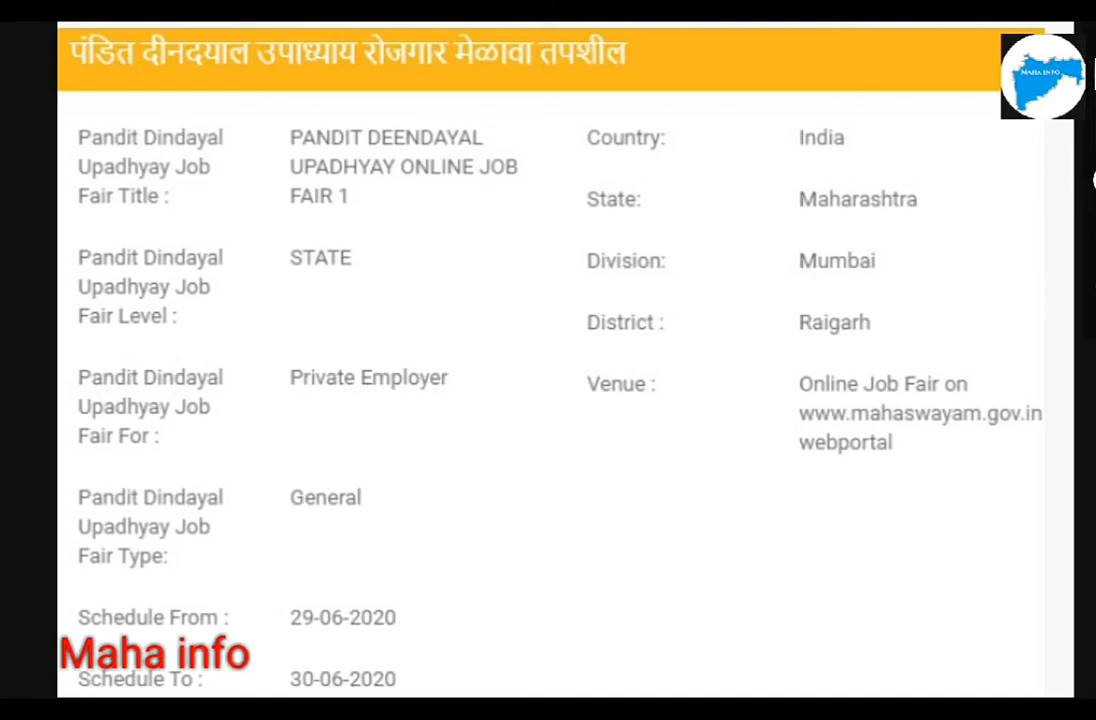 पंडित दीनदयाल उपाध्याय रोजगार मेळावा तपशील
MAHA INFO
Pandit Dindayal
Upadhyay Job
Fair Title :
PANDIT DEENDAYAL
UPADHYAY ONLINE JOB
FAIR 1
Pandit Dindayal
Upadhyay Job
Fair Level :
STATE
Pandit Dindayal
Upadhyay Job
Fair For :
Private Employer
Pandit Dindayal
Upadhyay Job
Fair Type:
General
Schedule From :
29-06-2020
Maha info
Schedule To :
30-06-2020
Country:
India
State:
Maharashtra
Division:
Mumbai
District :
Raigarh
Venue :
Online Job Fair on
www.mahaswayam.gov.in
webportal